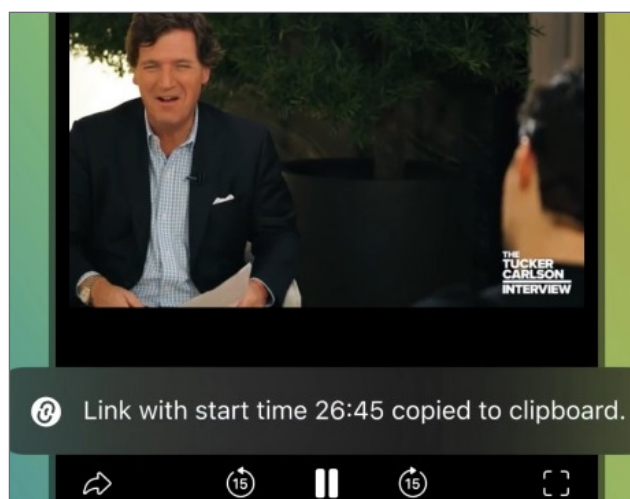 THE
TUCKER
CARLSON
INTERVIEW
Link with start time 26:45 copied to clipboard.
15 15